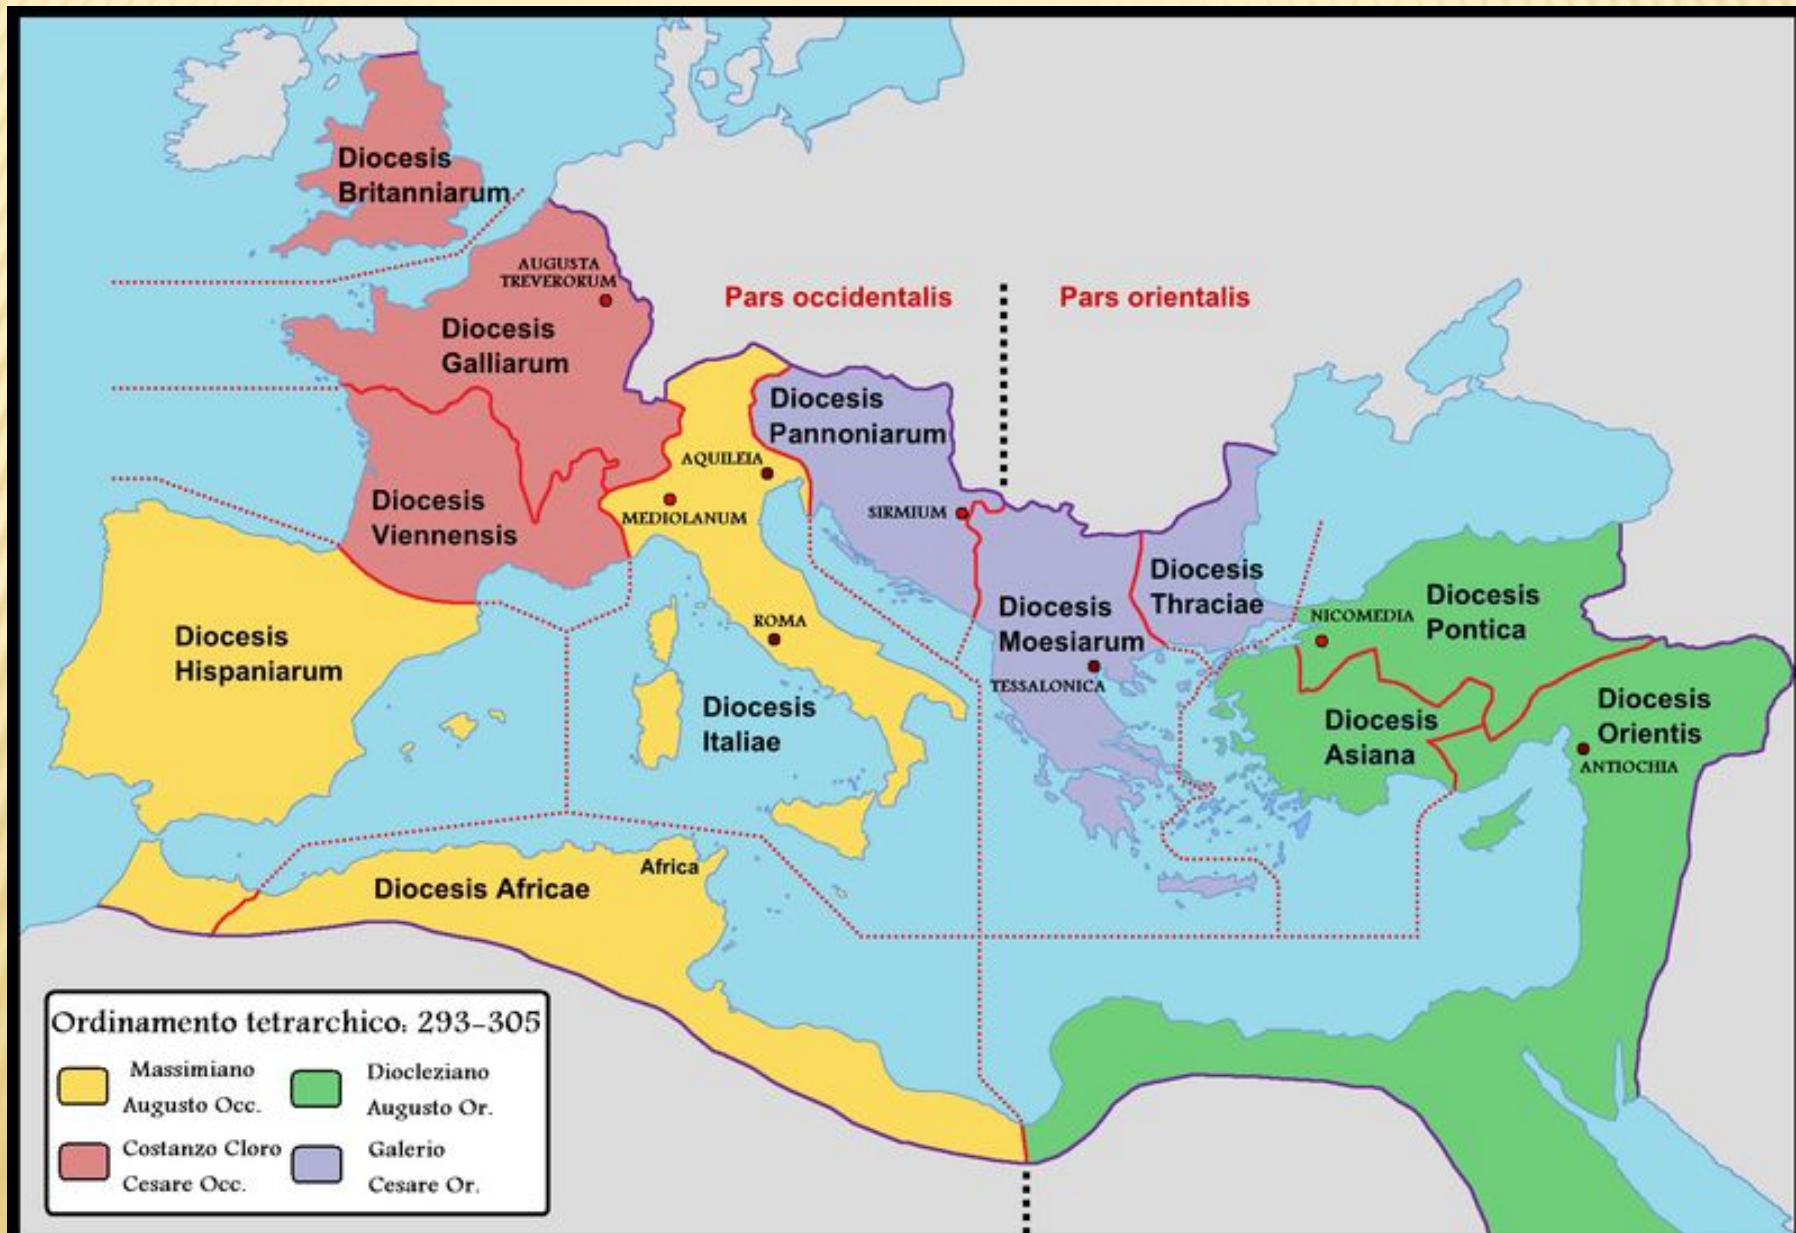 Diocesis
Britanniarum
AUGUSTA
TREVERORUM
Pars occidentalis
Pars orientalis
Diocesis
Galliarum
Diocesis
Pannoniarum
AQUILEIA
MEDIOLANUM
SIRMIUM
Diocesis
Viennensis
Diocesis
Thraciae
Diocesis
Moesiarum
TESSALONICA
Diocesis
Pontica
NICOMEDIA
ROMA
Diocesis
Hispaniarum
Diocesis
Italiae
Diocesis
Asiana
Diocesis
Orientis
ANTIOCHIA
Africa
Diocesis Africae
Ordinamento tetrarchico: 293-305
Massimiano
Augusto Occ.
Diocleziano
Augusto Or.
Costanzo Cloro
Cesare Occ.
Galerio
Cesare Or.